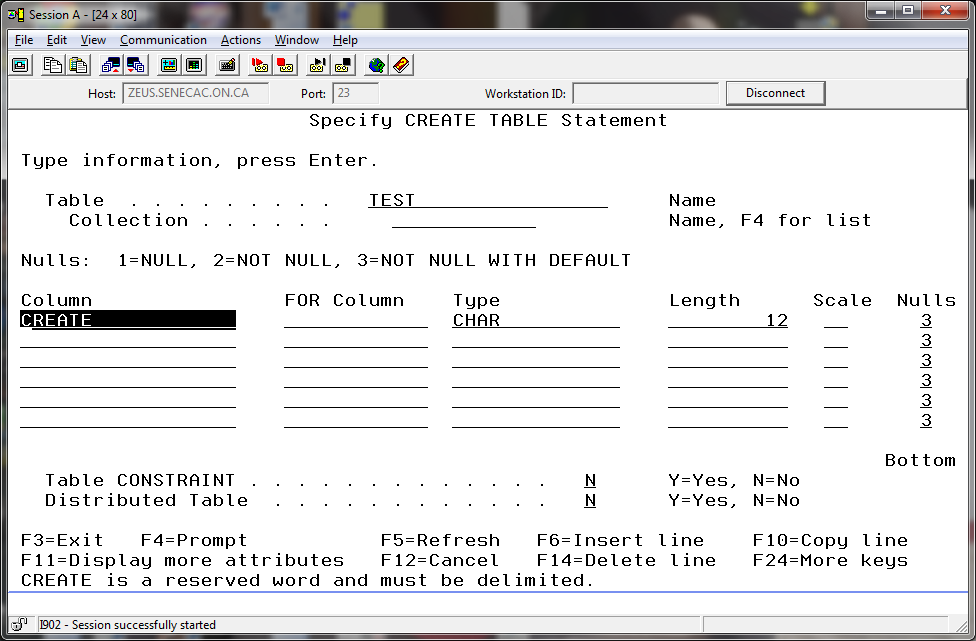 Session A - [24 x 80]
File Edit View Communication Actions Window Help
Host: ZEUS.SENECAC.ON.CA Port: 23 Workstation ID: Disconnect
Specify CREATE TABLE Statement
Type information, press Enter.
Table . . . . . . . . . TEST Name
Collection . . . . . . Name, F4 for list
Nulls: 1=NULL, 2=NOT NULL, 3=NOT NULL WITH DEFAULT
Column FOR Column Type Length Scale Nulls
CREATE CHAR 12 3
3
3
3
3
3
Bottom
Table CONSTRAINT . . . . . . . . . . . . . N Y=Yes, N=No
Distributed Table . . . . . . . . . . . . N Y=Yes, N=No
F3=Exit F4=Prompt F5=Refresh F6=Insert line F10=Copy line
F11=Display more attributes F12=Cancel F14=Delete line F24=More keys
CREATE is a reserved word and must be delimited.
I902 - Session successfully started